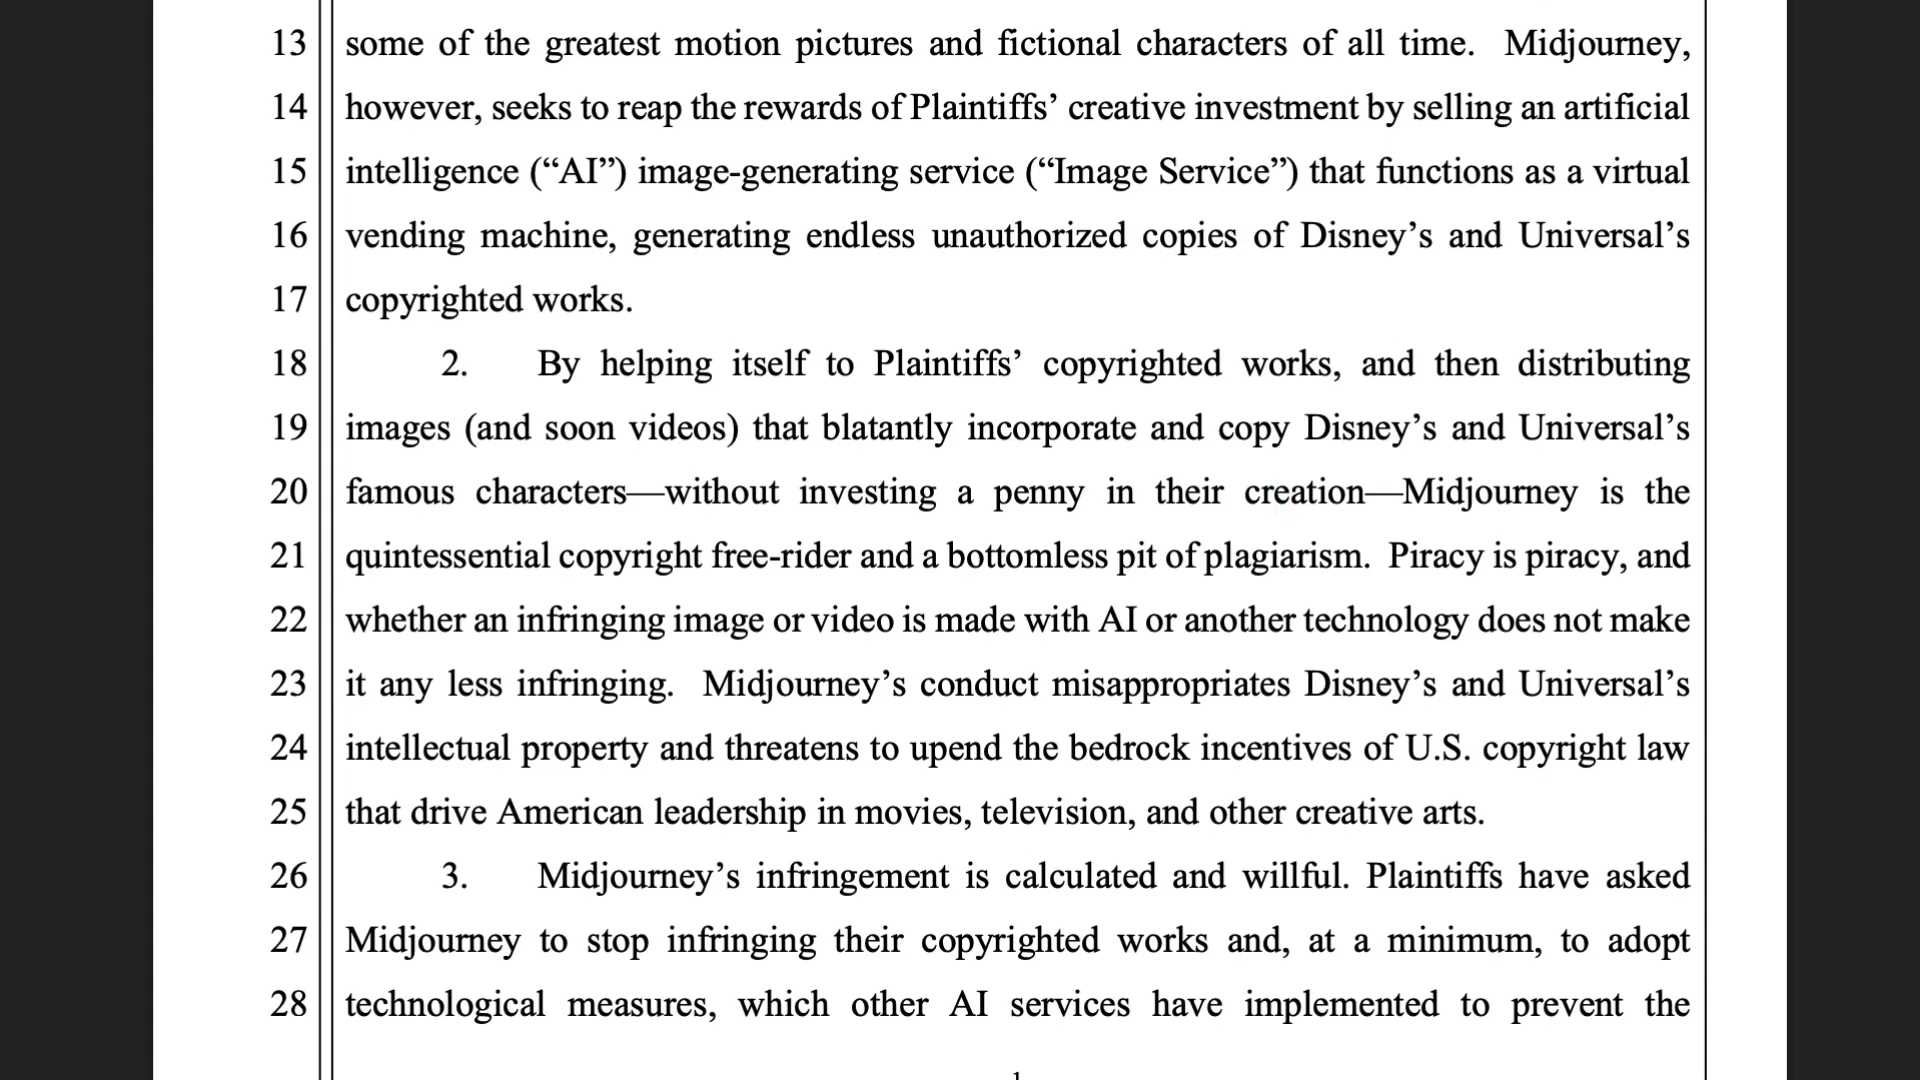 13 some of the greatest motion pictures and fictional characters of all time. Midjourney,
14 however, seeks to reap the rewards of Plaintiffs’ creative investment by selling an artificial
15 intelligence (“AI”) image-generating service (“Image Service”) that functions as a virtual
16 vending machine, generating endless unauthorized copies of Disney’s and Universal’s
17 copyrighted works.
18 2. By helping itself to Plaintiffs’ copyrighted works, and then distributing
19 images (and soon videos) that blatantly incorporate and copy Disney’s and Universal’s
20 famous characters—without investing a penny in their creation—Midjourney is the
21 quintessential copyright free-rider and a bottomless pit of plagiarism. Piracy is piracy, and
22 whether an infringing image or video is made with AI or another technology does not make
23 it any less infringing. Midjourney’s conduct misappropriates Disney’s and Universal’s
24 intellectual property and threatens to upend the bedrock incentives of U.S. copyright law
25 that drive American leadership in movies, television, and other creative arts.
26 3. Midjourney’s infringement is calculated and willful. Plaintiffs have asked
27 Midjourney to stop infringing their copyrighted works and, at a minimum, to adopt
28 technological measures, which other AI services have implemented to prevent the